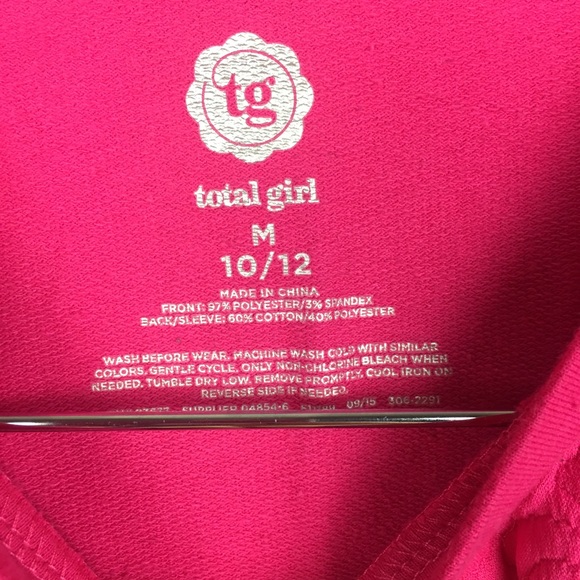 tg
total girl
M
10/12
MADE IN CHINA
FRONT: 97% POLYESTER/3% SPANDEX
BACK/SLEEVE: 60% COTTON/40% POLYESTER
WASH BEFORE WEAR. MACHINE WASH COLD WITH SIMILAR
COLORS. GENTLE CYCLE. ONLY NON-CHLORINE BLEACH WHEN
NEEDED. TUMBLE DRY LOW. REMOVE PROMPTLY. COOL IRON ON
REVERSE SIDE IF NEEDED.
SUPPLIER 04854-6 09/15 306-2291